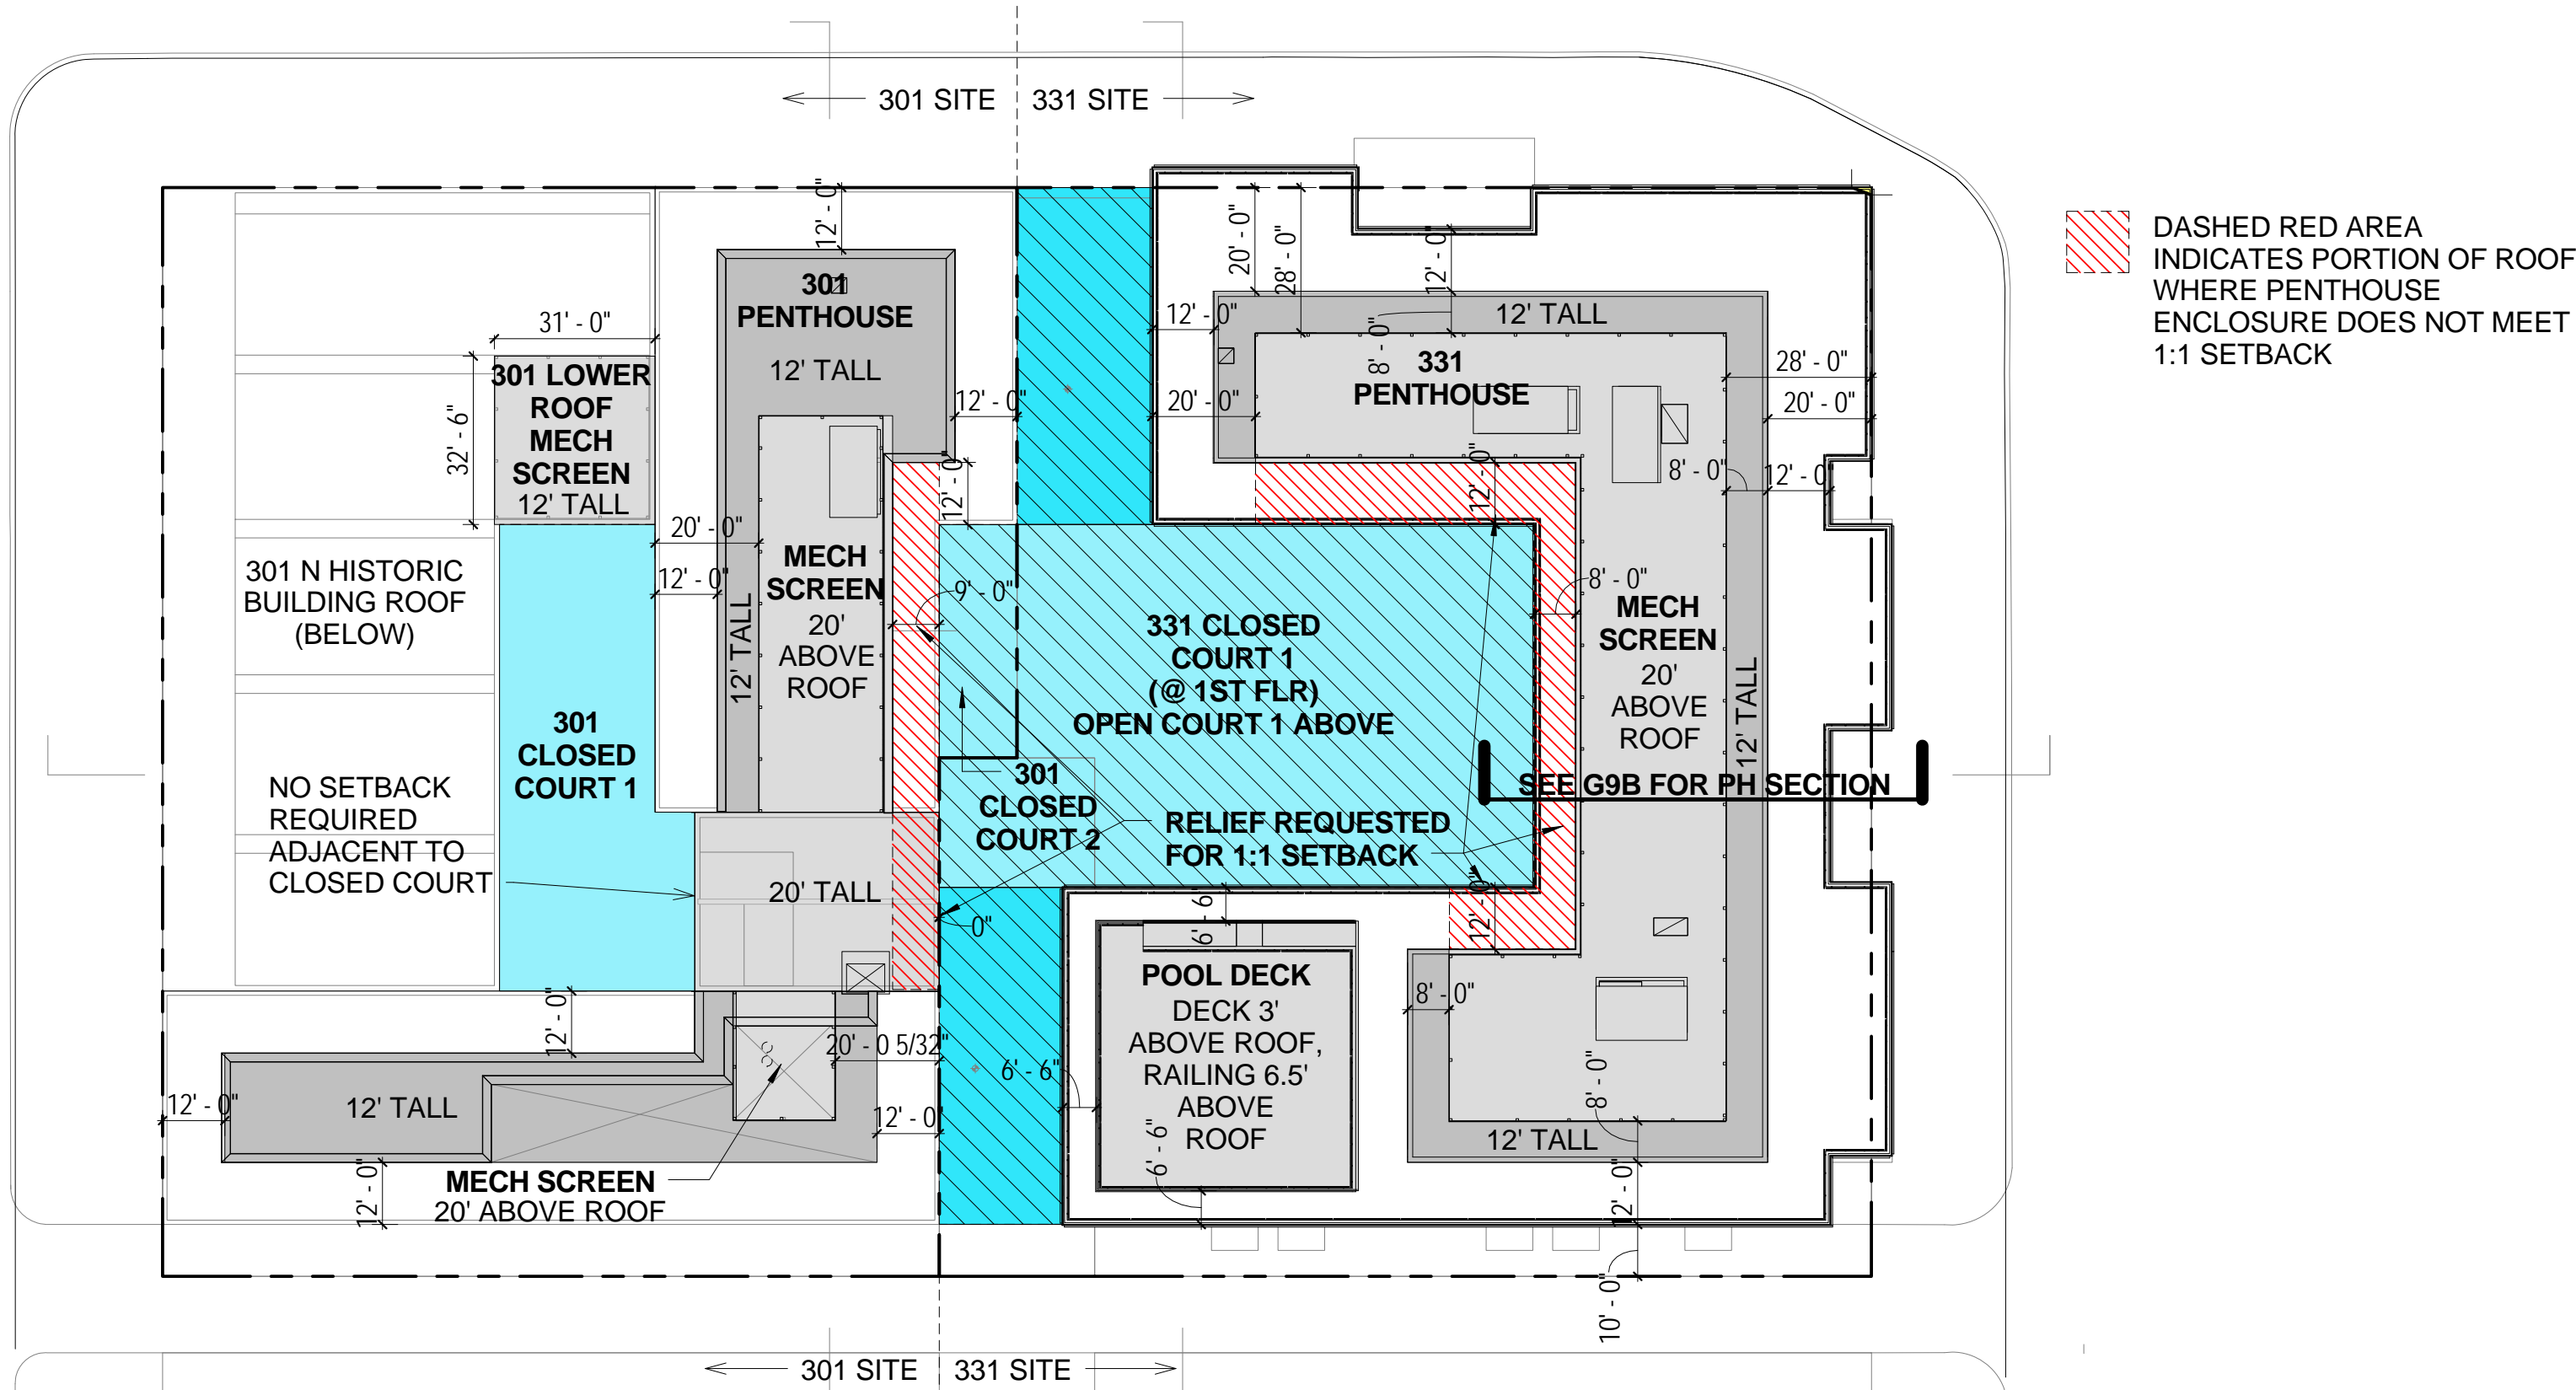 301 SITE
331 SITE
DASHED RED AREA
INDICATES PORTION OF ROOF
WHERE PENTHOUSE
ENCLOSURE DOES NOT MEET
1:1 SETBACK
12' - 0"
301
PENTHOUSE
12' TALL
12' - 0"
12' - 0"
31' - 0"
32' - 6"
301 LOWER
ROOF
MECH
SCREEN
12' TALL
20' - 0"
12' - 0"
12' TALL
MECH
SCREEN
20'
ABOVE
ROOF
9' - 0"
20' - 0"
28' - 0"
12' - 0"
12' - 0"
8' - 0"
12' TALL
331
PENTHOUSE
20' - 0"
28' - 0"
20' - 0"
8' - 0"
12' - 0"
12' - 0"
8' - 0"
MECH
SCREEN
20'
ABOVE
ROOF
12' TALL
301 N HISTORIC
BUILDING ROOF
(BELOW)
301
CLOSED
COURT 1
NO SETBACK
REQUIRED
ADJACENT TO
CLOSED COURT
331 CLOSED
COURT 1
(@ 1ST FLR)
OPEN COURT 1 ABOVE
301
CLOSED
COURT 2
RELIEF REQUESTED
FOR 1:1 SETBACK
SEE G9B FOR PH SECTION
20' TALL
0"
6' - 6"
12' - 0"
POOL DECK
DECK 3'
ABOVE ROOF,
RAILING 6.5'
ABOVE
ROOF
6' - 6"
6' - 6"
8' - 0"
8' - 0"
12' TALL
12' - 0"
10' - 0"
12' - 0"
20' - 0 5/32"
12' - 0"
12' - 0"
12' TALL
12' - 0"
MECH SCREEN
20' ABOVE ROOF
301 SITE
331 SITE